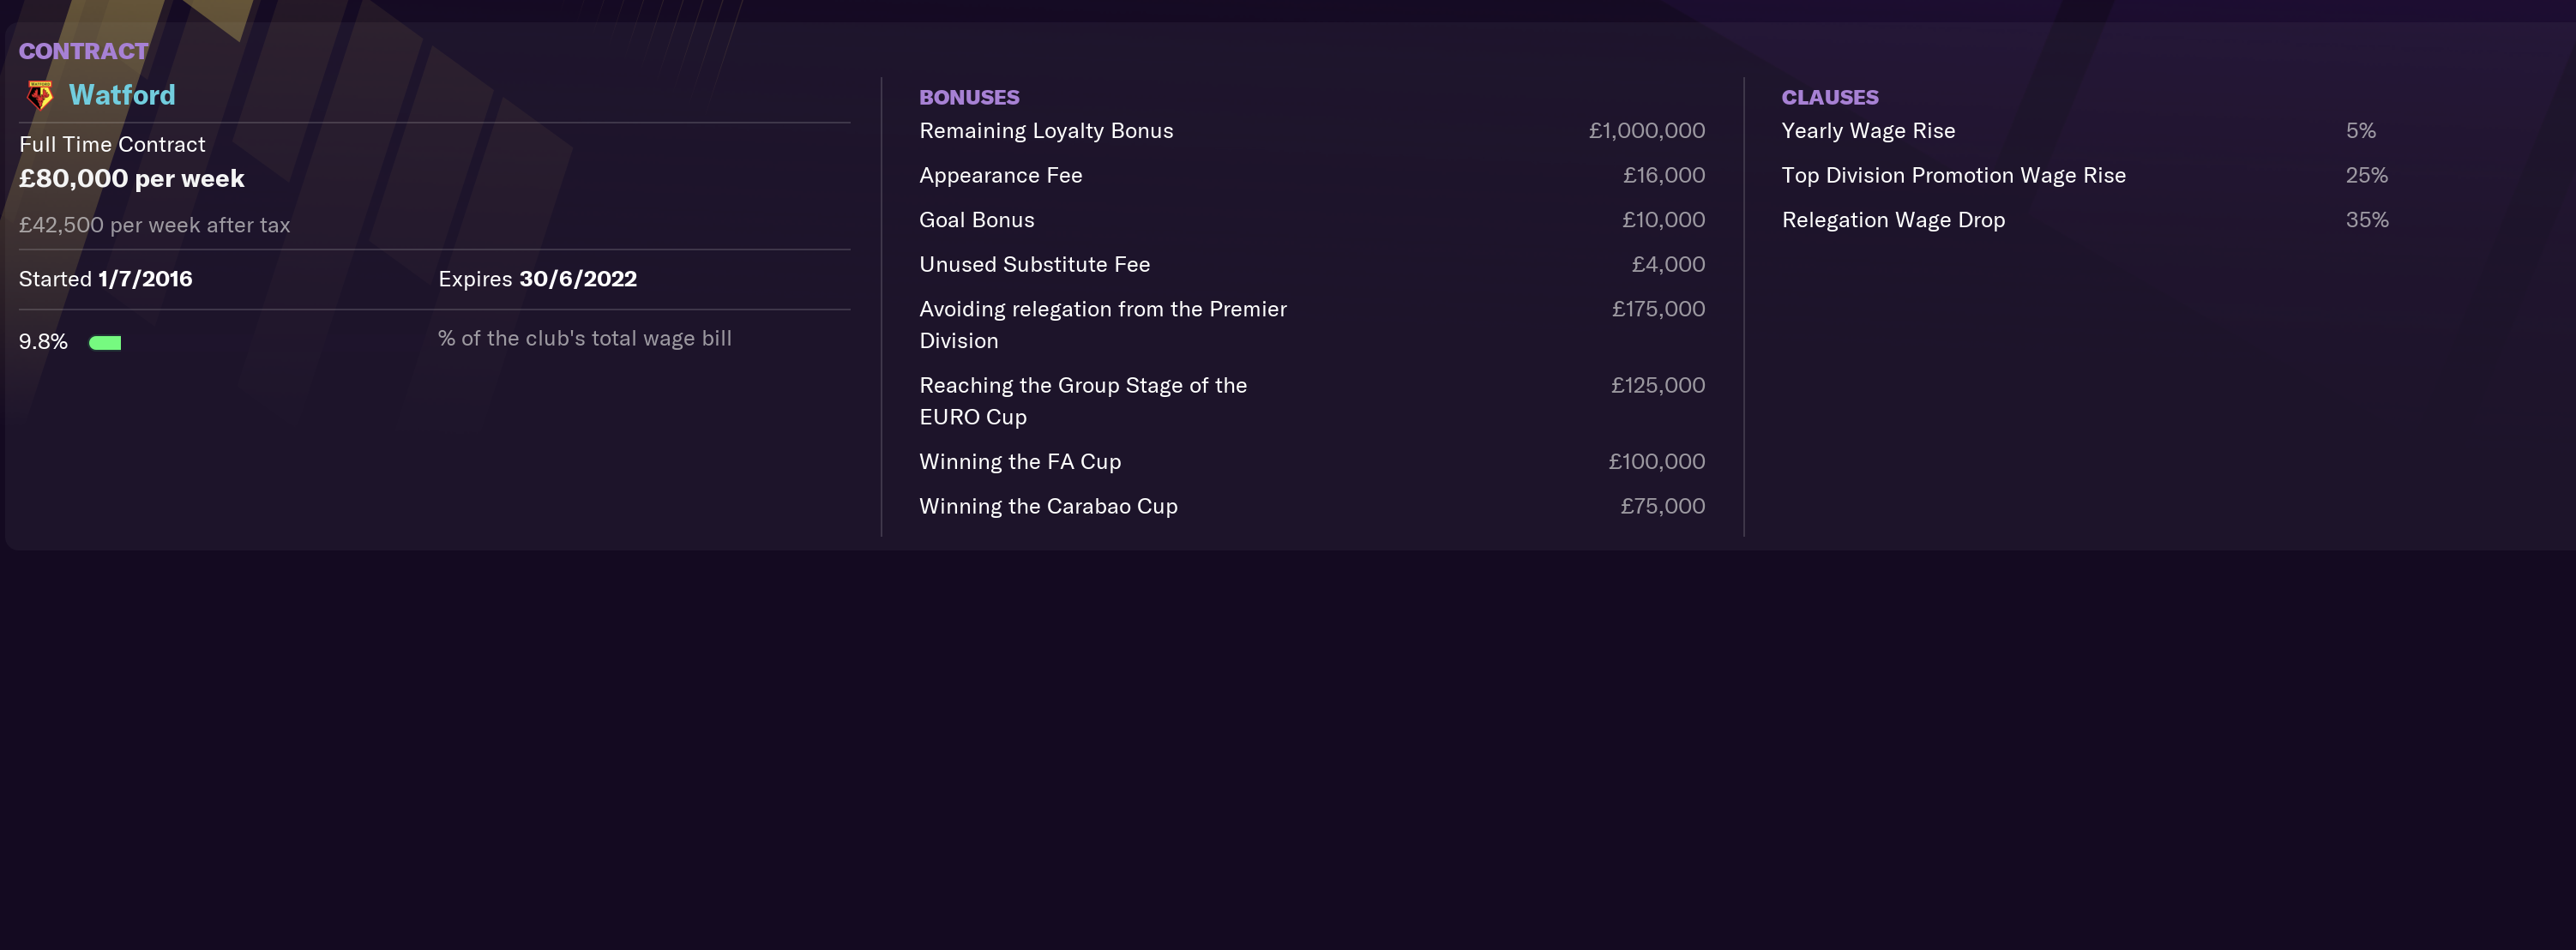 CONTRACT
Watford
Full Time Contract
£80,000 per week
£42,500 per week after tax
Started 1/7/2016 Expires 30/6/2022
9.8% % of the club's total wage bill
BONUSES
Remaining Loyalty Bonus £1,000,000
Appearance Fee £16,000
Goal Bonus £10,000
Unused Substitute Fee £4,000
Avoiding relegation from the Premier £175,000
Division
Reaching the Group Stage of the £125,000
EURO Cup
Winning the FA Cup £100,000
Winning the Carabao Cup £75,000
CLAUSES
Yearly Wage Rise 5%
Top Division Promotion Wage Rise 25%
Relegation Wage Drop 35%